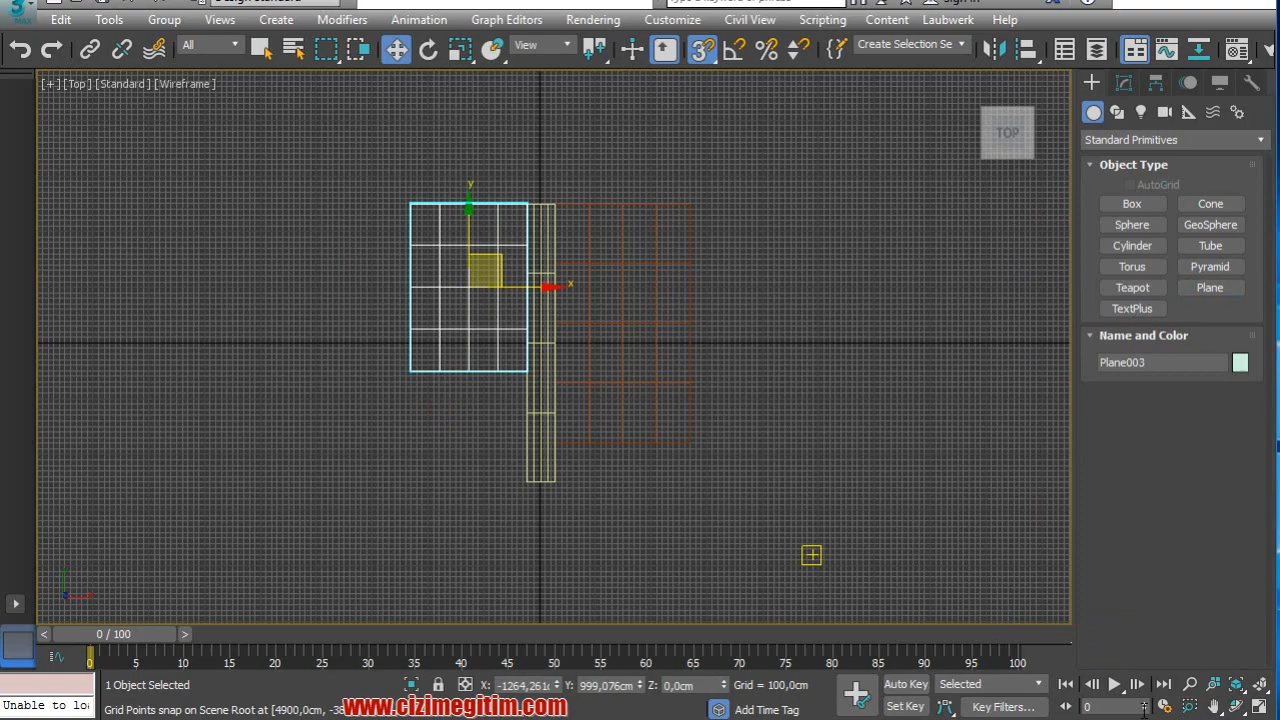 Edit Tools Group Views Create Modifiers Animation Graph Editors Rendering Customize Civil View Scripting Content Laubwerk Help
All View 3 Create Selection Se
[+] [Top] [Standard] [Wireframe]
TOP
y
x
Standard Primitives
Object Type
AutoGrid
Box Cone
Sphere GeoSphere
Cylinder Tube
Torus Pyramid
Teapot Plane
TextPlus
Name and Color
Plane003
< 0 / 100 >
0 5 10 15 20 25 30 35 40 45 50 55 60 65 70 75 80 85 90 95 100
1 Object Selected X: -1264,261c Y: 999,076cm Z: 0,0cm Grid = 100,0cm Auto Key Selected
Unable to lo Grid Points snap on Scene Root at [4900,0cm, -3 www.cizimegitim.com Add Time Tag Set Key Key Filters... 0